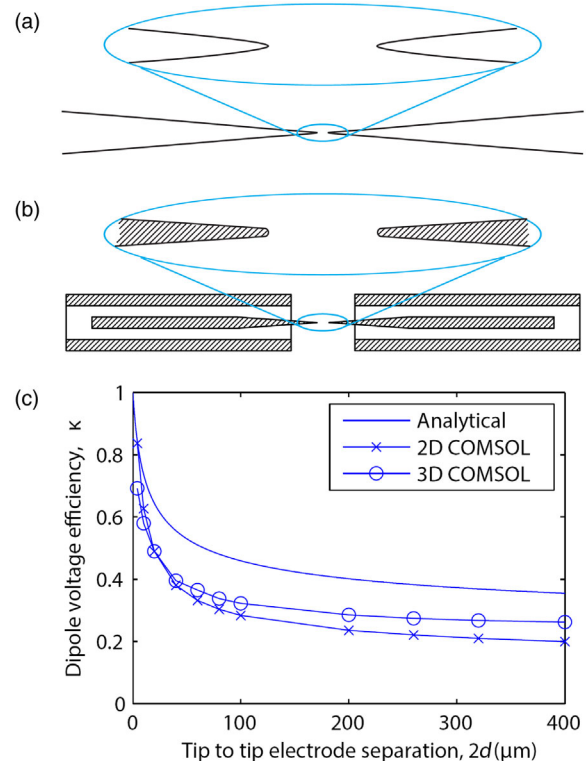 (a)
(b)
(c)
1
0.8
0.6
0.4
0.2
0
Dipole voltage efficiency, κ
Analytical
2D COMSOL
3D COMSOL
0 100 200 300 400
Tip to tip electrode separation, 2d(μm)